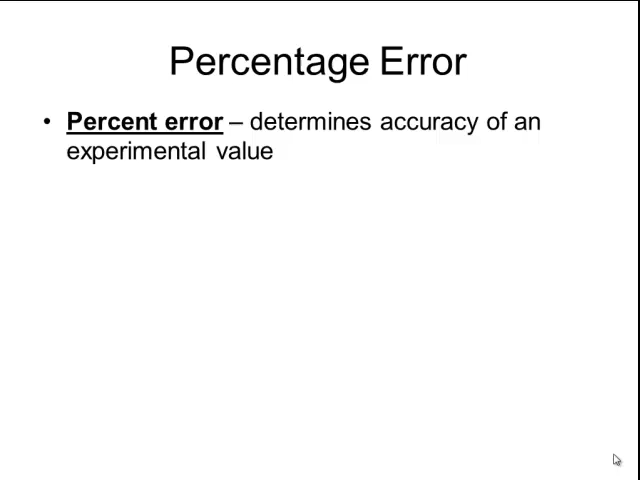 Percentage Error
• Percent error – determines accuracy of an
experimental value